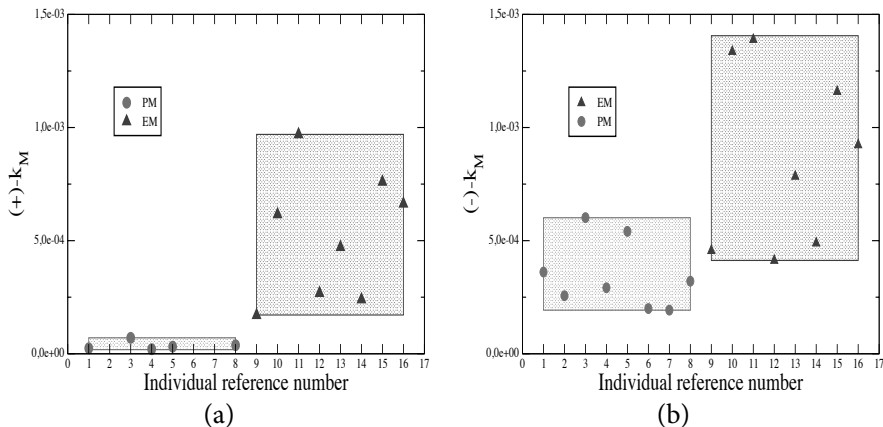 1,5e-03
1,0e-03
5,0e-04
0,0e+00
(+)-k_M
PM
EM
0 1 2 3 4 5 6 7 8 9 10 11 12 13 14 15 16 17
Individual reference number
(a)
1,5e-03
1,0e-03
5,0e-04
0,0e+00
(-)-k_M
EM
PM
0 1 2 3 4 5 6 7 8 9 10 11 12 13 14 15 16 17
Individual reference number
(b)